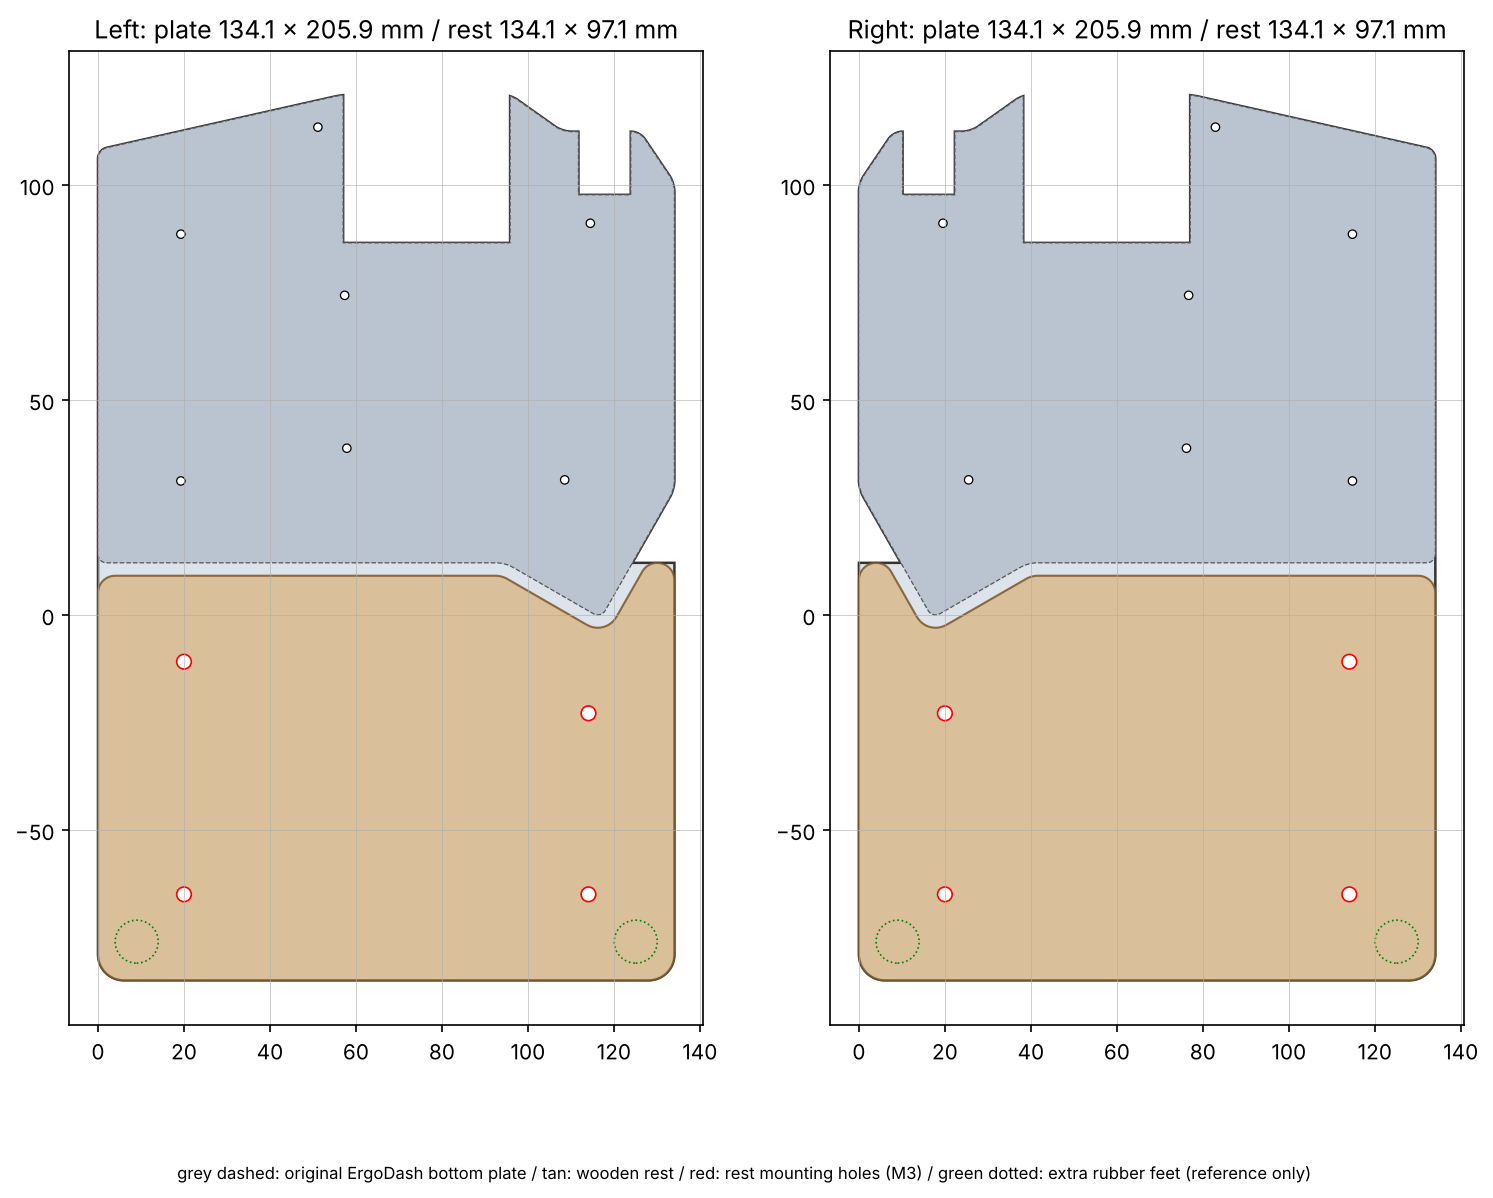 Left: plate 134.1 × 205.9 mm / rest 134.1 × 97.1 mm
Right: plate 134.1 × 205.9 mm / rest 134.1 × 97.1 mm
100
50
0
−50
0 20 40 60 80 100 120 140
100
50
0
−50
0 20 40 60 80 100 120 140
grey dashed: original ErgoDash bottom plate / tan: wooden rest / red: rest mounting holes (M3) / green dotted: extra rubber feet (reference only)